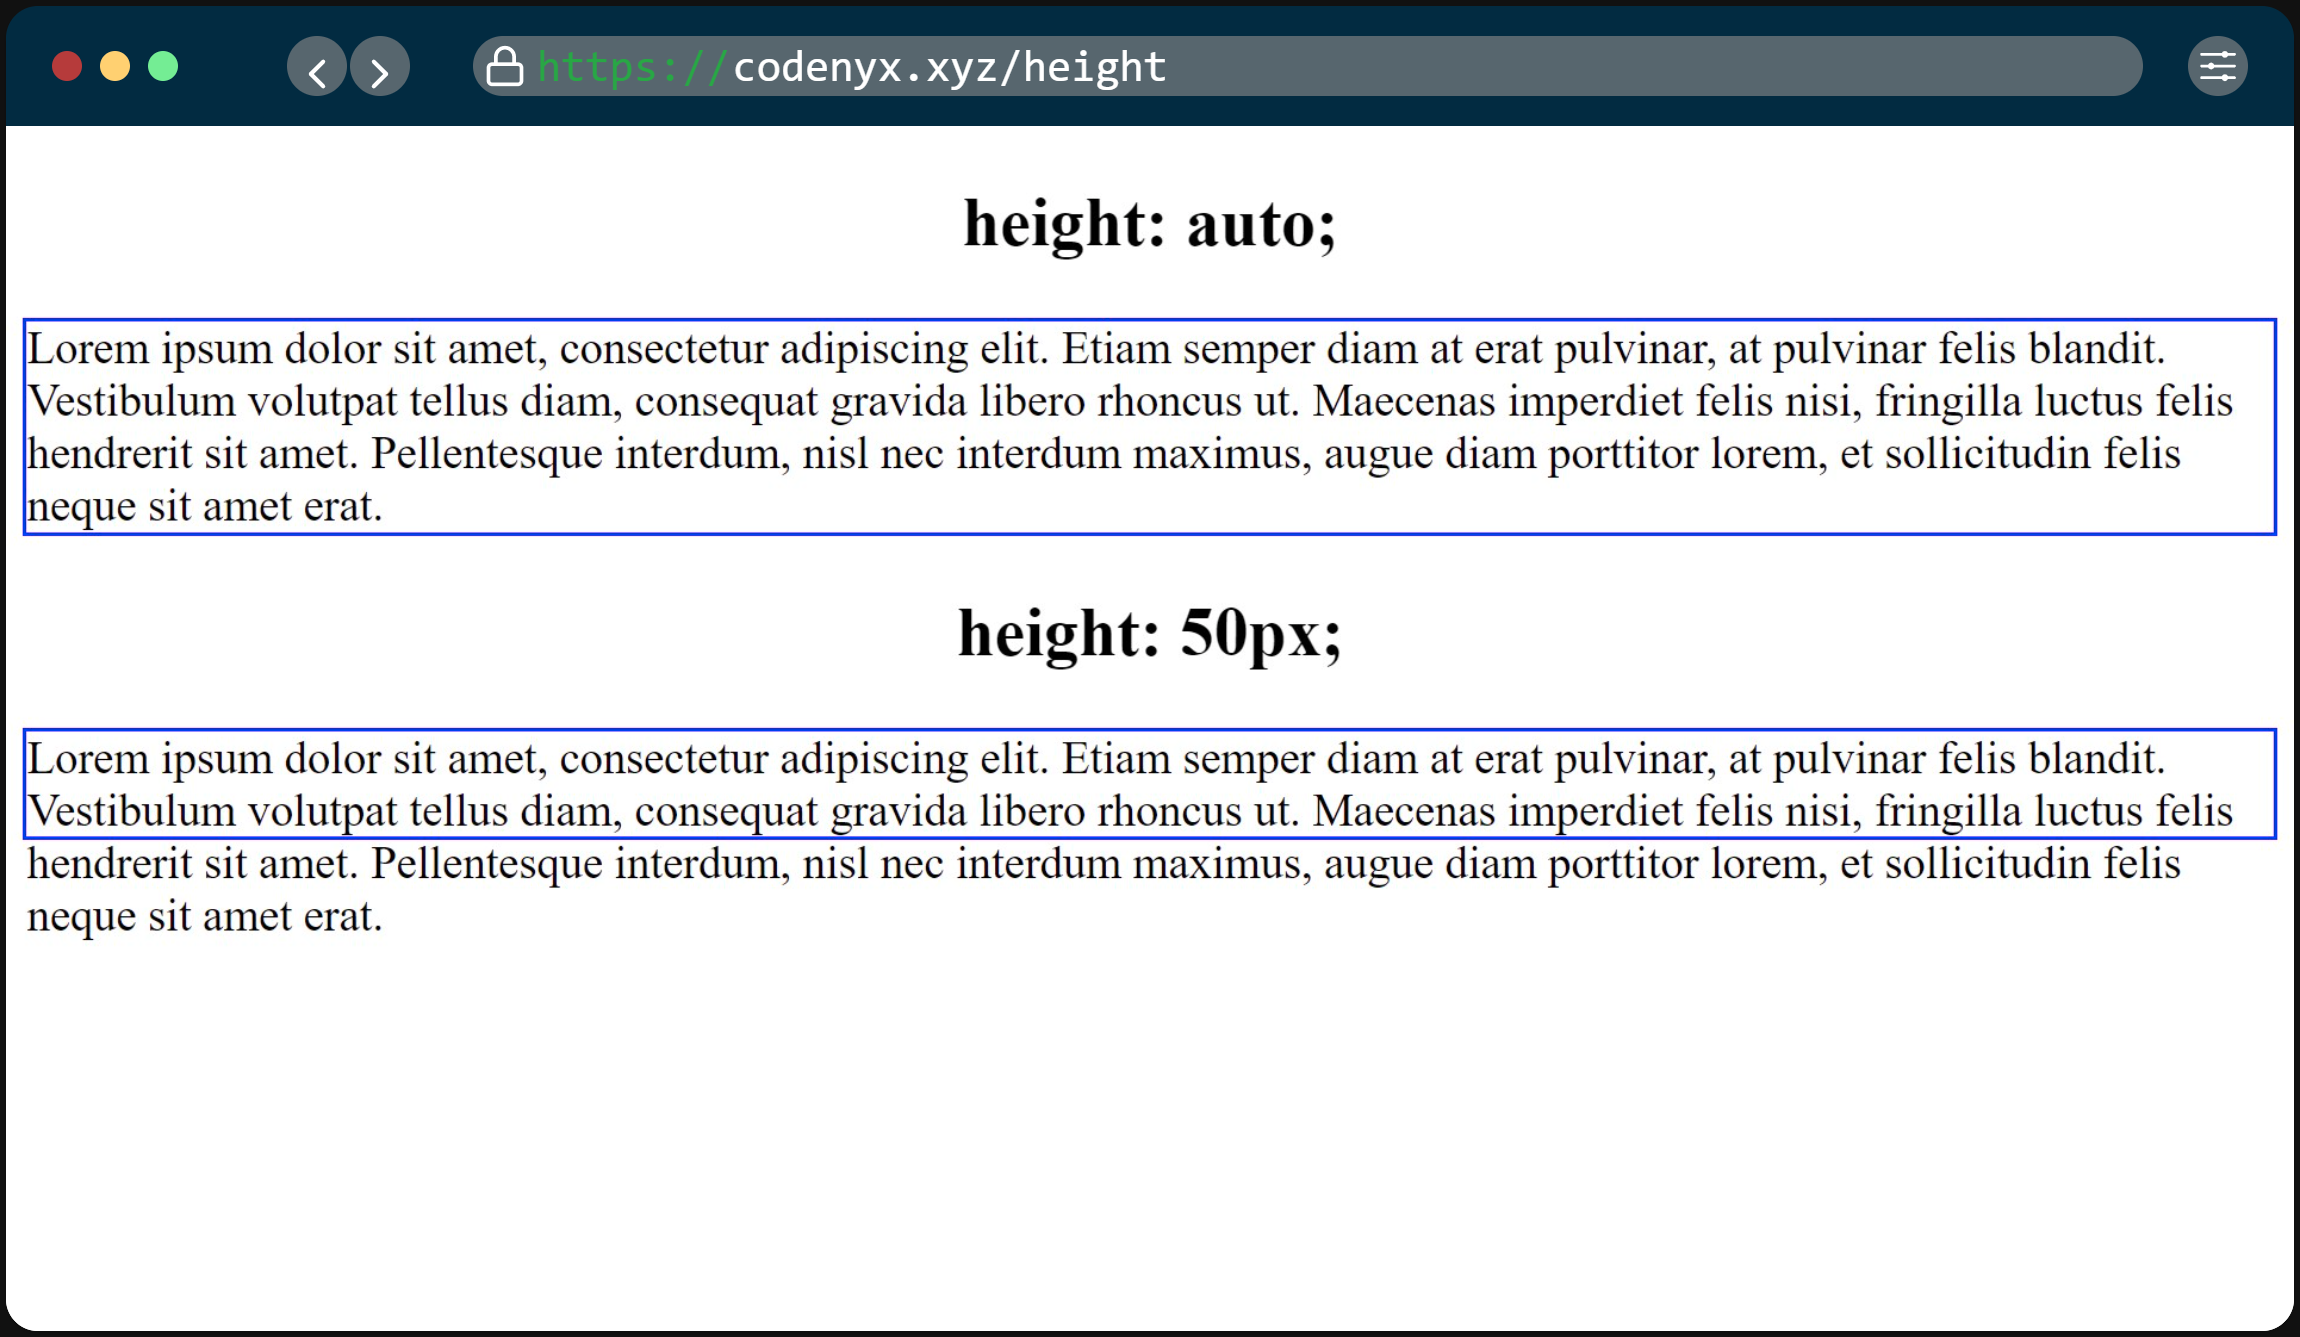 https://codenyx.xyz/height
height: auto;
Lorem ipsum dolor sit amet, consectetur adipiscing elit. Etiam semper diam at erat pulvinar, at pulvinar felis blandit.
Vestibulum volutpat tellus diam, consequat gravida libero rhoncus ut. Maecenas imperdiet felis nisi, fringilla luctus felis
hendrerit sit amet. Pellentesque interdum, nisl nec interdum maximus, augue diam porttitor lorem, et sollicitudin felis
neque sit amet erat.
height: 50px;
Lorem ipsum dolor sit amet, consectetur adipiscing elit. Etiam semper diam at erat pulvinar, at pulvinar felis blandit.
Vestibulum volutpat tellus diam, consequat gravida libero rhoncus ut. Maecenas imperdiet felis nisi, fringilla luctus felis
hendrerit sit amet. Pellentesque interdum, nisl nec interdum maximus, augue diam porttitor lorem, et sollicitudin felis
neque sit amet erat.